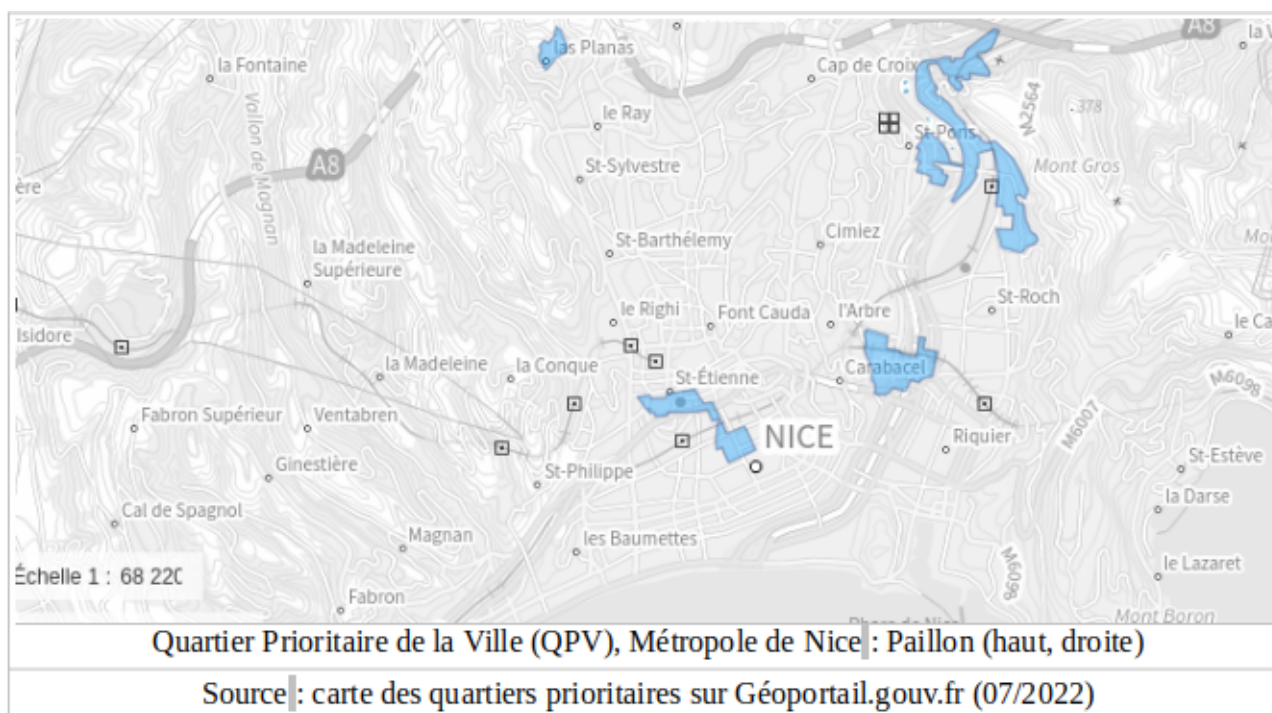 A8
la Fontaine
las Planas
Cap de Croix
Vallon de Magnan
le Ray
M2564
378
St-Pons
A8
St-Sylvestre
Mont Gros
ère
la Madeleine
Supérieure
St-Barthélemy
Cimiez
le Righi
Font Cauda
l'Arbre
St-Roch
Isidore
le Ca
la Madeleine
la Conque
St-Étienne
Carabacel
M6098
Fabron Supérieur
Ventabren
NICE
Riquier
M6007
Ginestière
St-Philippe
St-Estève
Cal de Spagnol
la Darse
Magnan
les Baumettes
Échelle 1 : 68 220
M6098
le Lazaret
Fabron
Mont Boron
Quartier Prioritaire de la Ville (QPV), Métropole de Nice : Paillon (haut, droite)
Source : carte des quartiers prioritaires sur Géoportail.gouv.fr (07/2022)